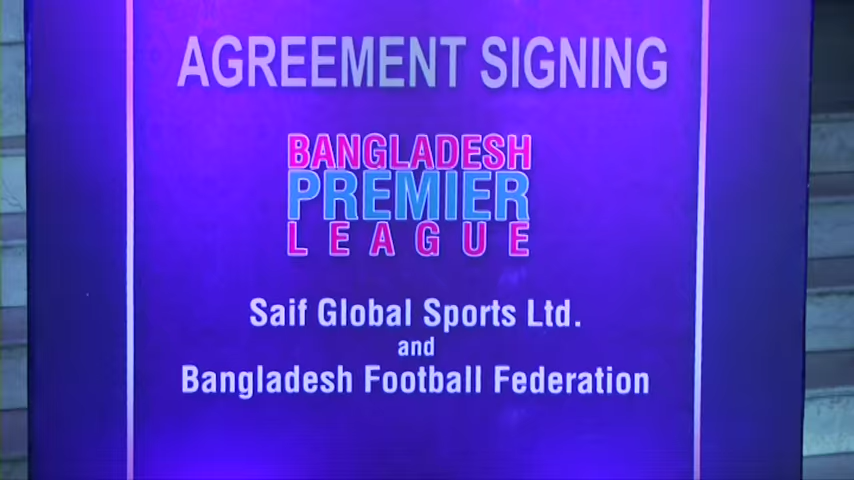 AGREEMENT SIGNING
BANGLADESH
PREMIER
LEAGUE
Saif Global Sports Ltd.
and
Bangladesh Football Federation